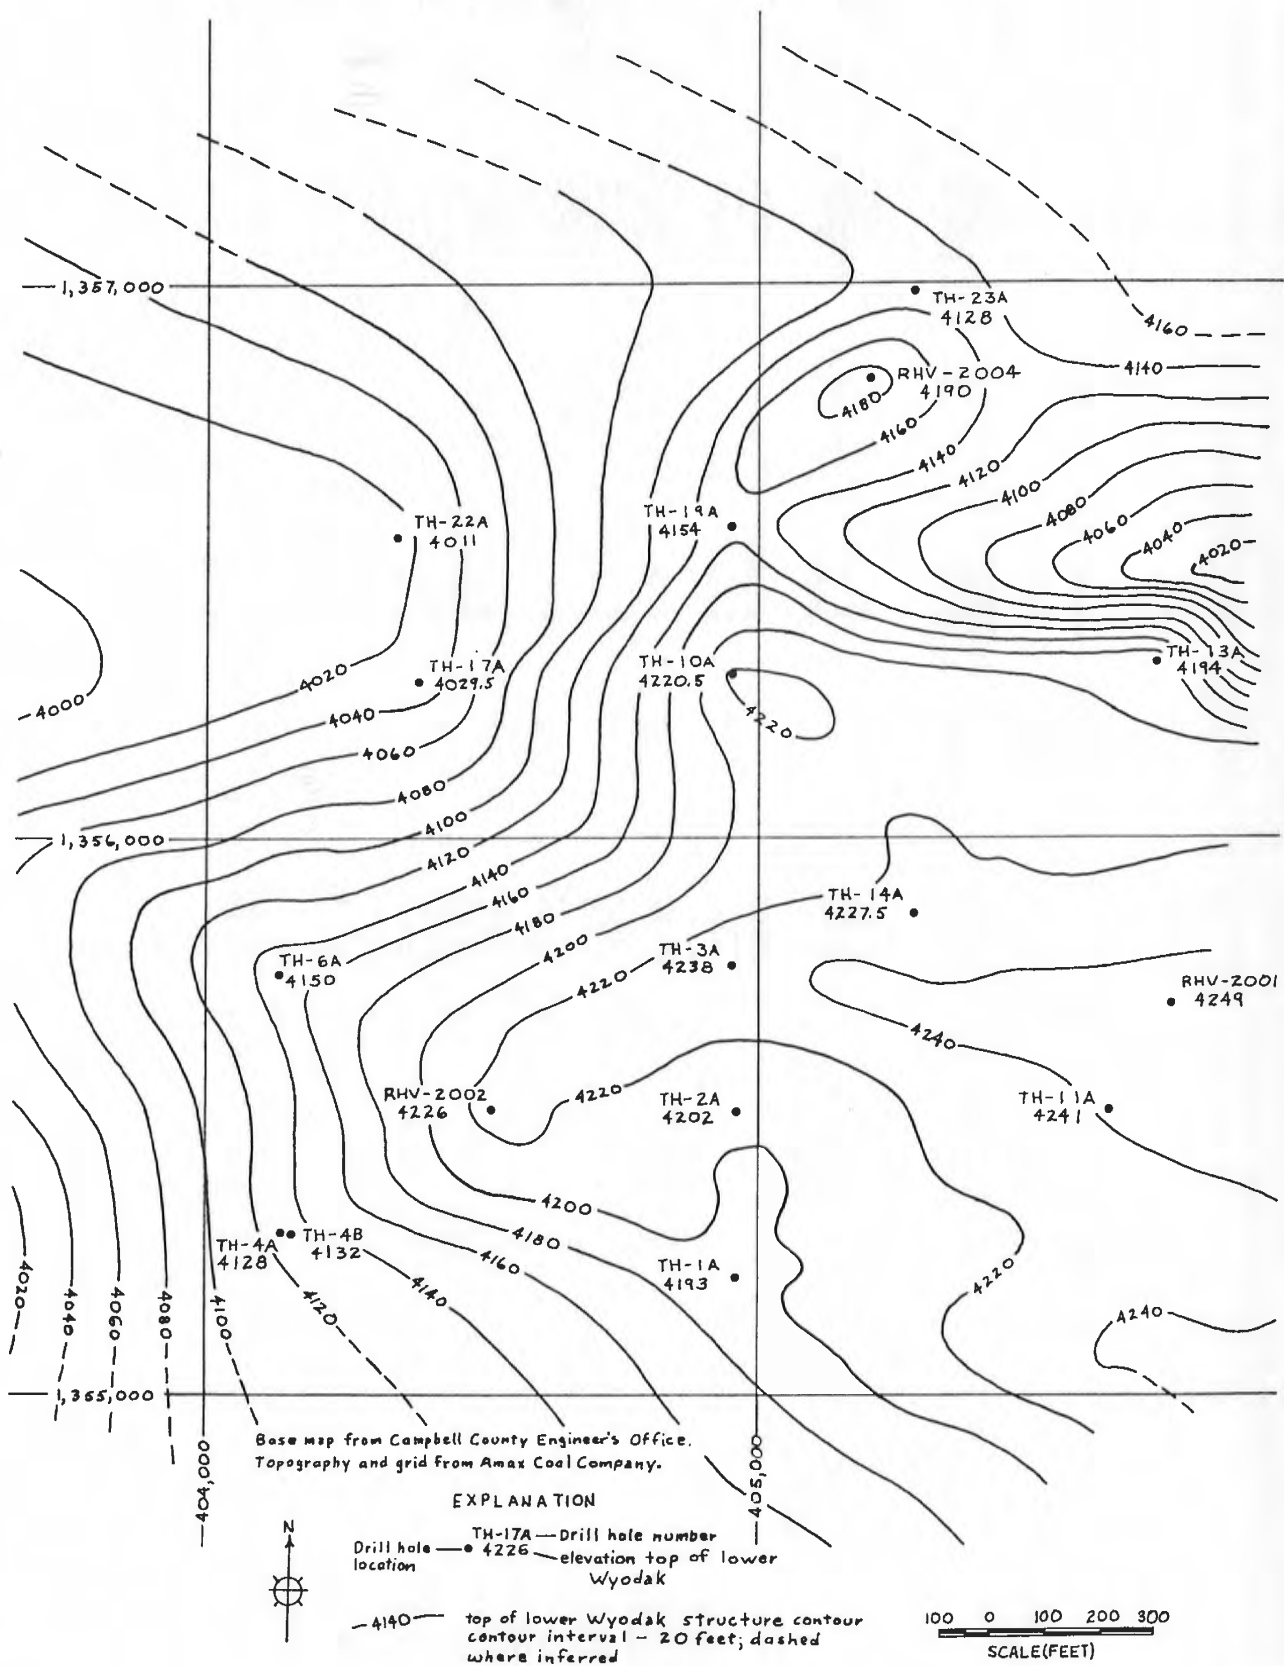 1,357,000
TH-23A
4128
4160
4140
RHV-2004
4190
4180
4160
4140
4120
4100
4080
4060
4040
4020
TH-22A
4011
TH-19A
4154
TH-17A
4029.5
TH-10A
4220.5
TH-13A
4194
4020
4000
4040
4220
4060
4080
4100
1,356,000
4120
4140
4160
4180
4200
4220
TH-14A
4227.5
TH-3A
4238
TH-6A
4150
RHV-2001
4249
4240
RHV-2002
4226
4220
TH-2A
4202
TH-11A
4241
4200
4180
4160
TH-4A
4128
TH-4B
4132
TH-1A
4193
4220
4240
4020
4040
4060
4080
4100
4120
4140
1,355,000
404,000
405,000
Base map from Campbell County Engineer's Office.
Topography and grid from Amax Coal Company.
EXPLANATION
N
Drill hole
location
TH-17A — Drill hole number
4226 — elevation top of lower
Wyodak
—4140— top of lower Wyodak structure contour
contour interval - 20 feet; dashed
where inferred
100 0 100 200 300
SCALE(FEET)